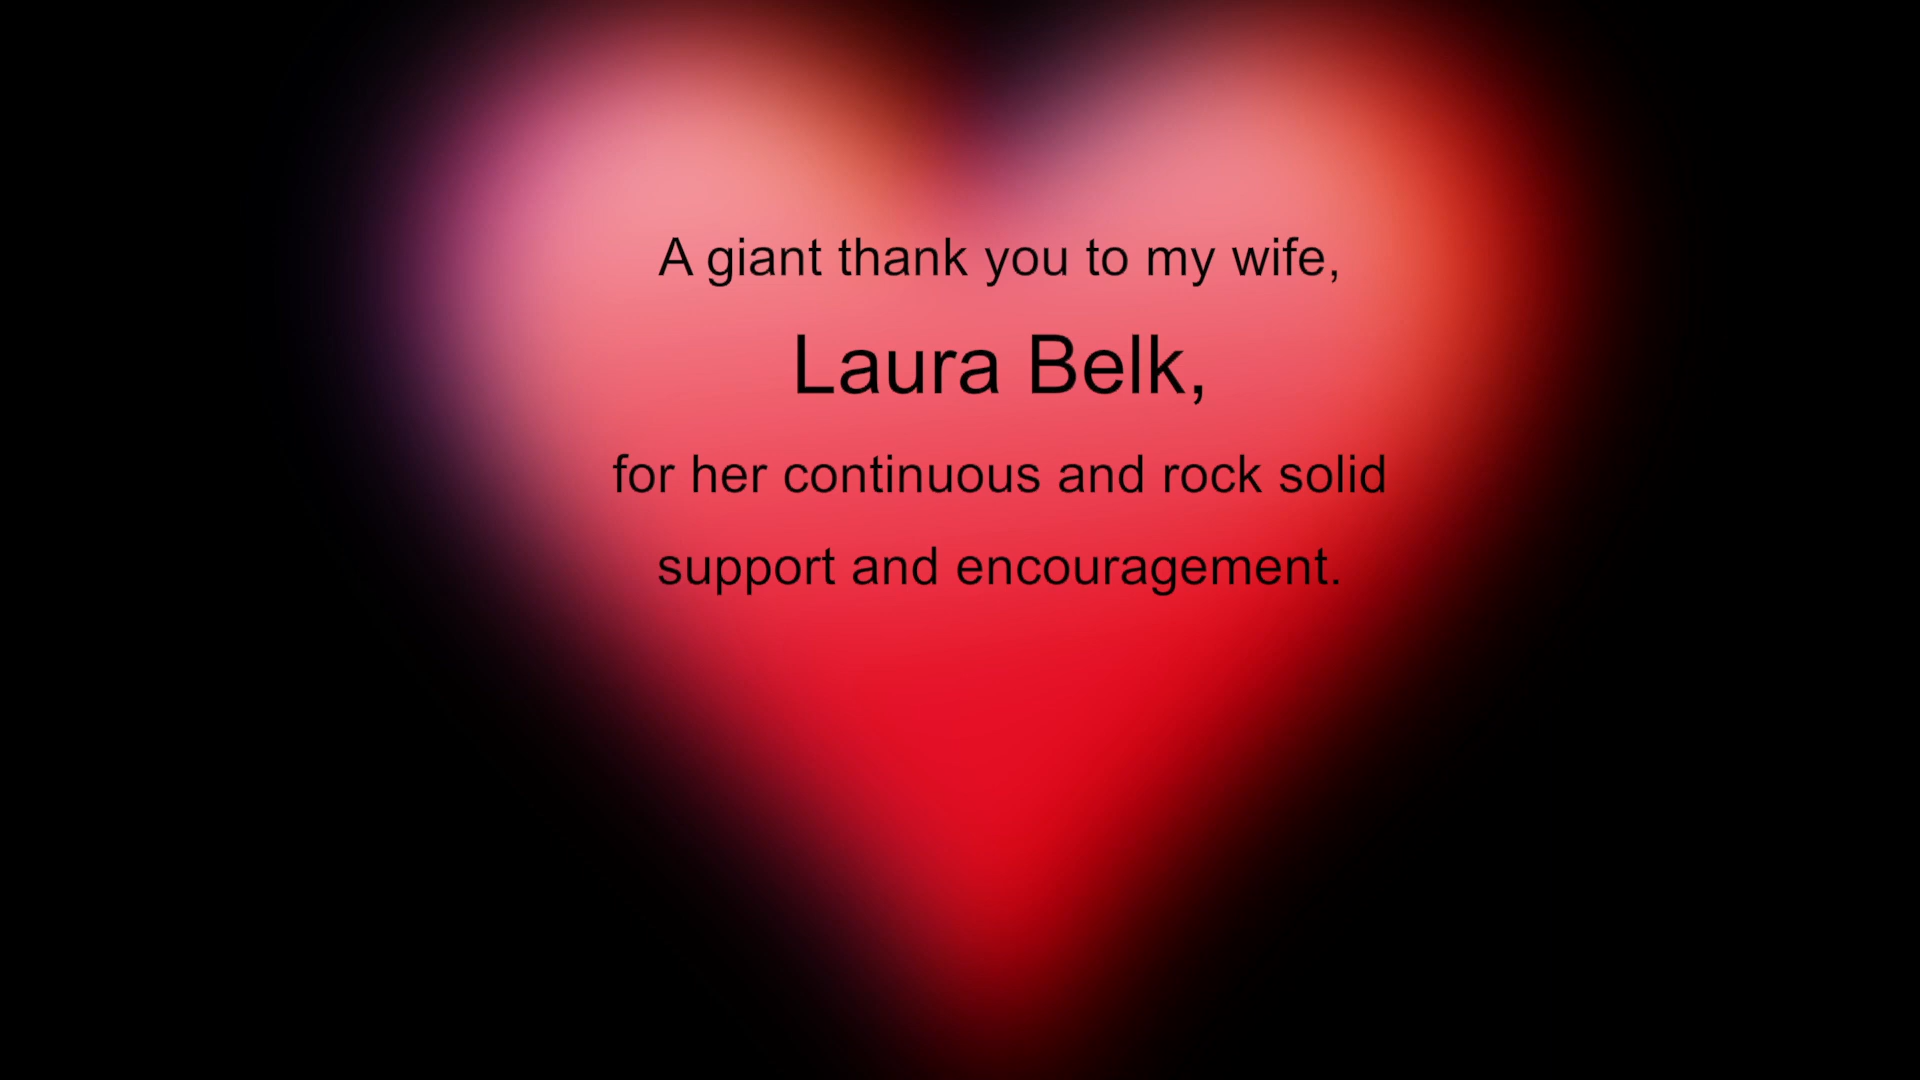 A giant thank you to my wife,
Laura Belk,
for her continuous and rock solid
support and encouragement.